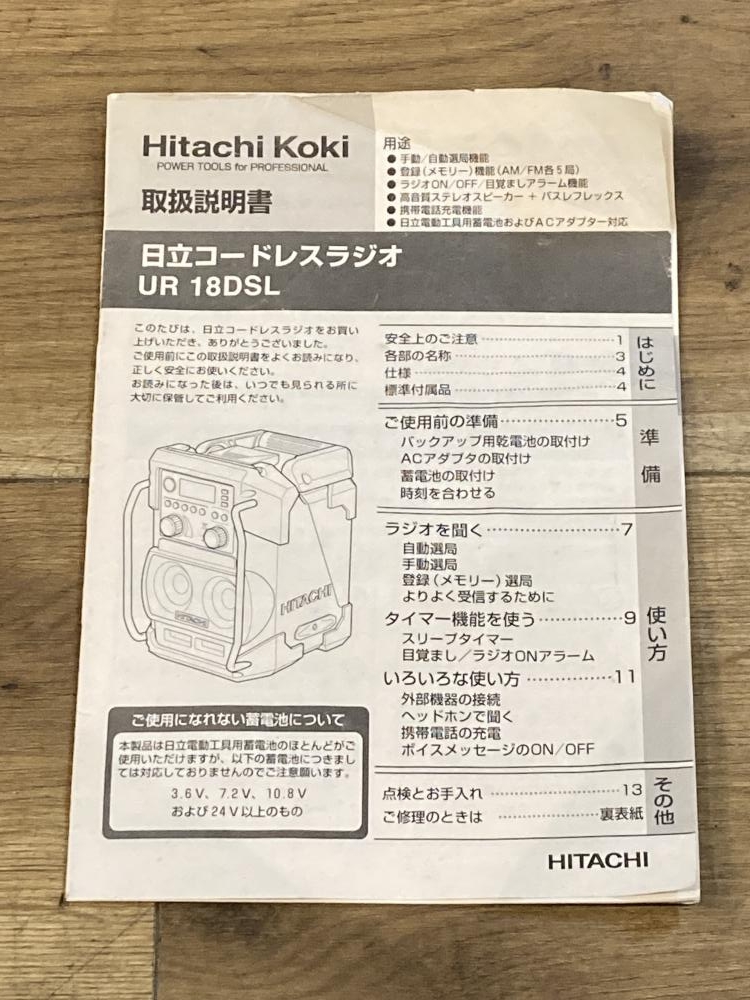 Hitachi Koki
POWER TOOLS for PROFESSIONAL
取扱説明書
用途
● 手動/自動選局機能
● 登録(メモリー)機能(AM/FM各5局)
● ラジオON/OFF/目覚ましアラーム機能
● 高音質ステレオスピーカー + バスレフレックス
● 携帯電話充電機能
● 日立電動工具用蓄電池およびACアダプター対応
日立コードレスラジオ
UR 18DSL
このたびは、日立コードレスラジオをお買い
上げいただき、ありがとうございました。
ご使用前にこの取扱説明書をよくお読みになり、
正しく安全にお使いください。
お読みになった後は、いつでも見られる所に
大切に保管してご利用ください。
HITACHI
HITACHI
ご使用になれない蓄電池について
本製品は日立電動工具用蓄電池のほとんどがご
使用いただけますが、以下の蓄電池につきまし
ては対応しておりませんのでご注意願います。
3.6V、7.2V、10.8V
および24V以上のもの
はじめに
安全上のご注意 ……………………… 1
各部の名称 …………………………… 3
仕様 …………………………………… 4
標準付属品 …………………………… 4
準備
ご使用前の準備 ………………… 5
バックアップ用乾電池の取付け
ACアダプタの取付け
蓄電池の取付け
時刻を合わせる
使い方
ラジオを聞く …………………… 7
自動選局
手動選局
登録(メモリー)選局
よりよく受信するために
タイマー機能を使う …………… 9
スリープタイマー
目覚まし/ラジオONアラーム
いろいろな使い方 ……………… 11
外部機器の接続
ヘッドホンで聞く
携帯電話の充電
ボイスメッセージのON/OFF
その他
点検とお手入れ …………………… 13
ご修理のときは …………………… 裏表紙
HITACHI